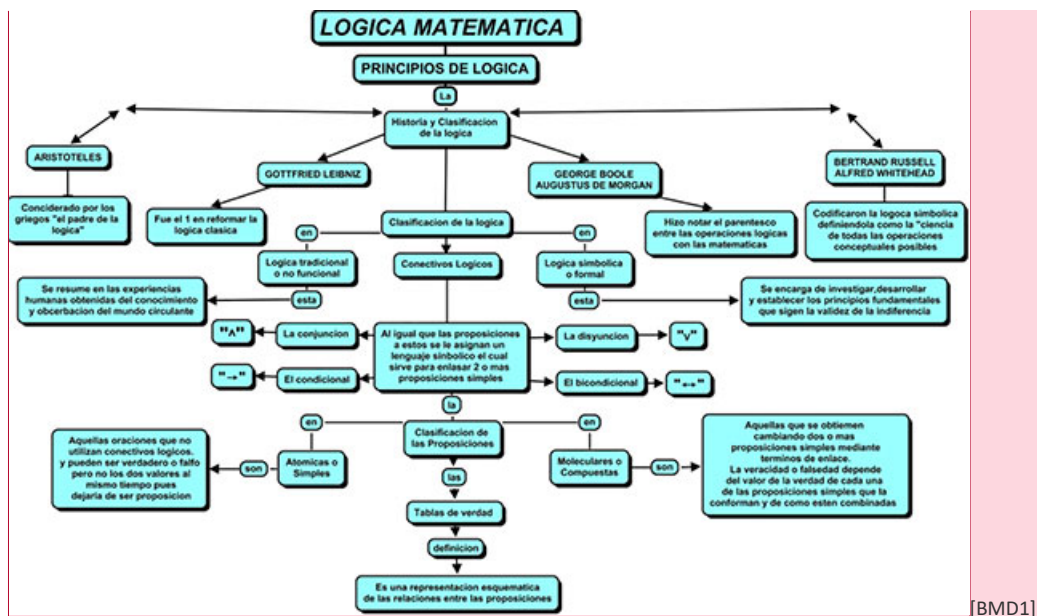 LOGICA MATEMATICA
PRINCIPIOS DE LOGICA
La
Historia y Clasificacion
de la logica
ARISTOTELES
GOTTFRIED LEIBNIZ
GEORGE BOOLE
AUGUSTUS DE MORGAN
BERTRAND RUSSELL
ALFRED WHITEHEAD
Conciderado por los
griegos "el padre de la
logica"
Fue el 1 en reformar la
logica clasica
Clasificacion de la logica
Hizo notar el parentesco
entre las operaciones logicas
con las matematicas
Codificaron la logoca simbolica
definiendola como la "ciencia
de todas las operaciones
conceptuales posibles
en
en
Logica tradicional
o no funcional
Conectivos Logicos
Logica simbolica
o formal
Se resume en las experiencias
humanas obtenidas del conocimiento
y obcerbacion del mundo circulante
esta
esta
Se encarga de investigar,desarrollar
y establecer los principios fundamentales
que sigen la validez de la indiferencia
"∧"
La conjuncion
Al igual que las proposiciones
a estos se le asignan un
lenguaje sinbolico el cual
sirve para enlasar 2 o mas
proposiciones simples
La disyuncion
"∨"
"→"
El condicional
El bicondicional
"↔"
la
en
en
Clasificacion de
las Proposiciones
Aquellas oraciones que no
utilizan conectivos logicos.
y pueden ser verdadero o falfo
pero no los dos valores al
mismo tiempo pues
dejaria de ser proposicion
son
Atomicas o
Simples
Moleculares o
Compuestas
son
Aquellas que se obtiemen
cambiando dos o mas
proposiciones simples mediante
terminos de enlace.
La veracidad o falsedad depende
del valor de la verdad de cada una
de las proposiciones simples que la
conforman y de como esten combinadas
las
Tablas de verdad
definicion
Es una representacion esquematica
de las relaciones entre las proposiciones
[BMD1]